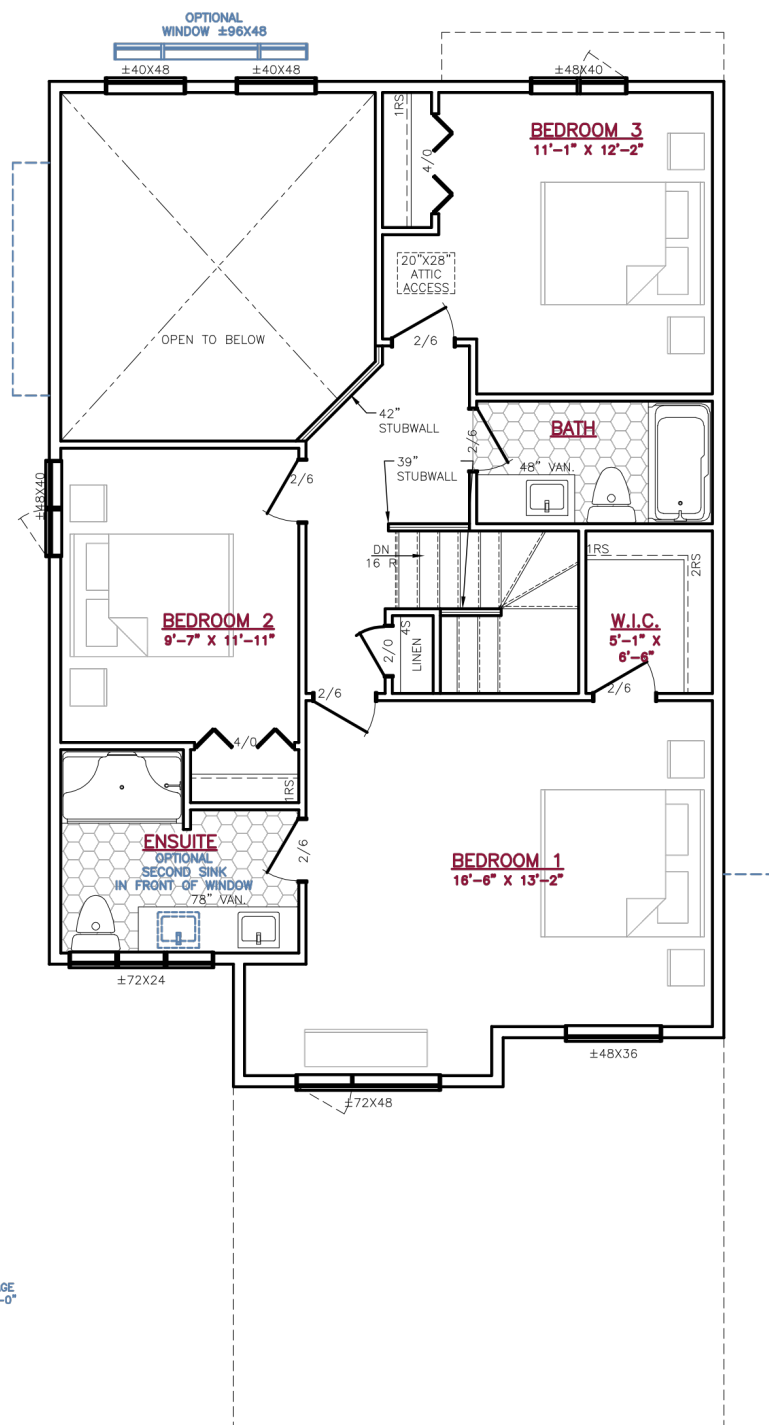 OPTIONAL
WINDOW ±96X48
±40X48
±40X48
±48X40
1RS
4/0
BEDROOM 3
11'-1" X 12'-2"
20"X28"
ATTIC
ACCESS
2/6
OPEN TO BELOW
42"
STUBWALL
2/6
BATH
48" VAN.
39"
STUBWALL
±48X40
2/6
DN
16 R
1RS
2RS
BEDROOM 2
9'-7" X 11'-11"
W.I.C.
5'-1" X
6'-6"
2/6
4S
LINEN
2/0
2/6
4/0
1RS
ENSUITE
OPTIONAL
SECOND SINK
IN FRONT OF WINDOW
78" VAN.
2/6
BEDROOM 1
16'-6" X 13'-2"
±72X24
±48X36
±72X48
GE
-0"